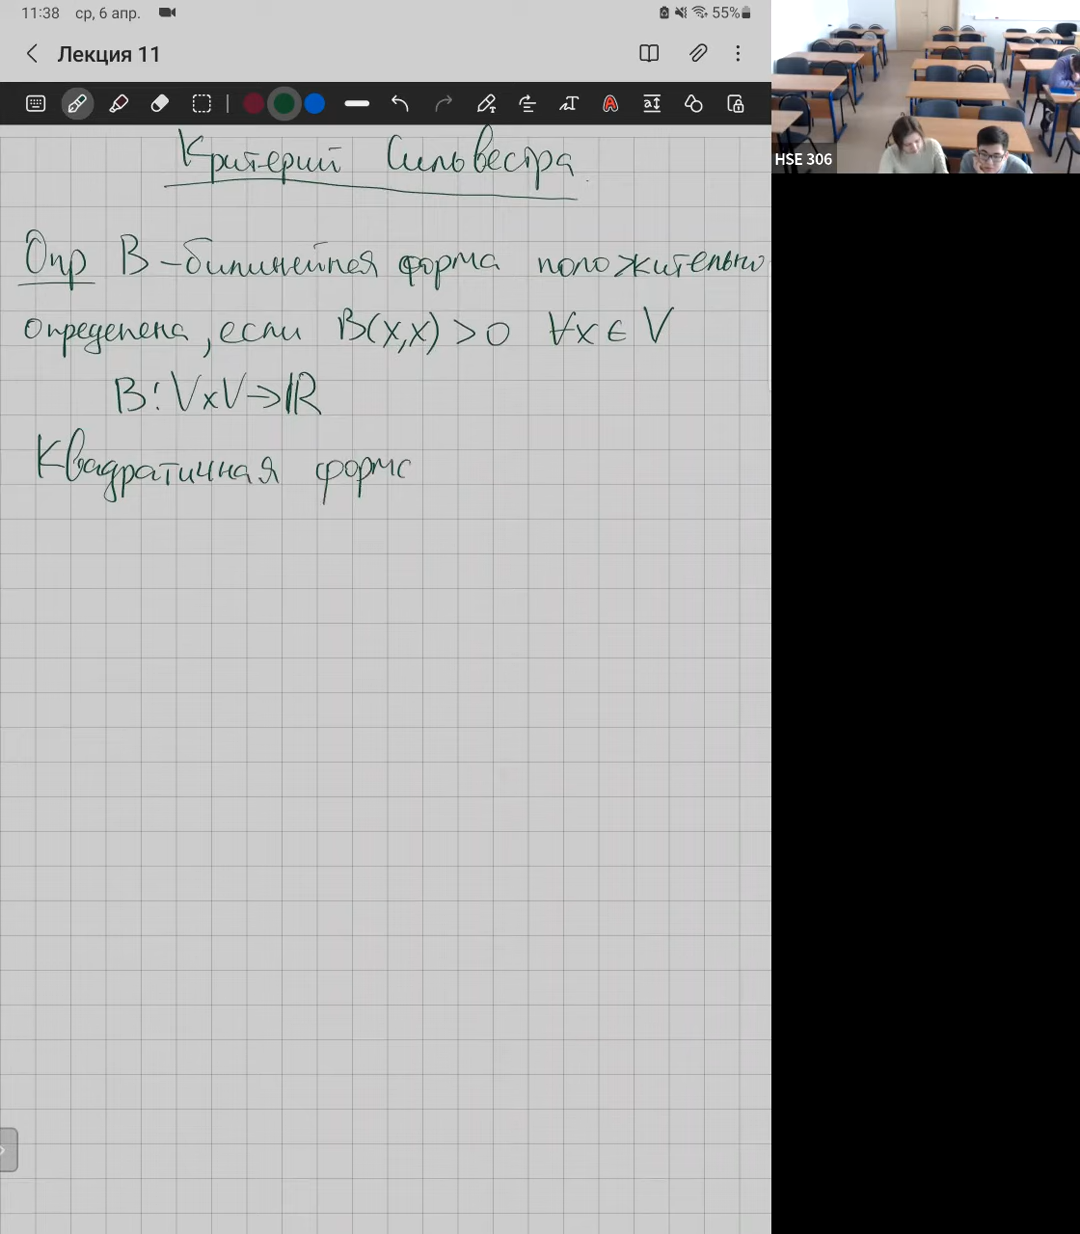 11:38 ср, 6 апр. 55%
Лекция 11
HSE 306
Критерий Сильвестра
Опр B - билинейная форма положительно
определена, если B(x,x) > 0 ∀x ∈ V
B: V×V → ℝ
Квадратичная форма